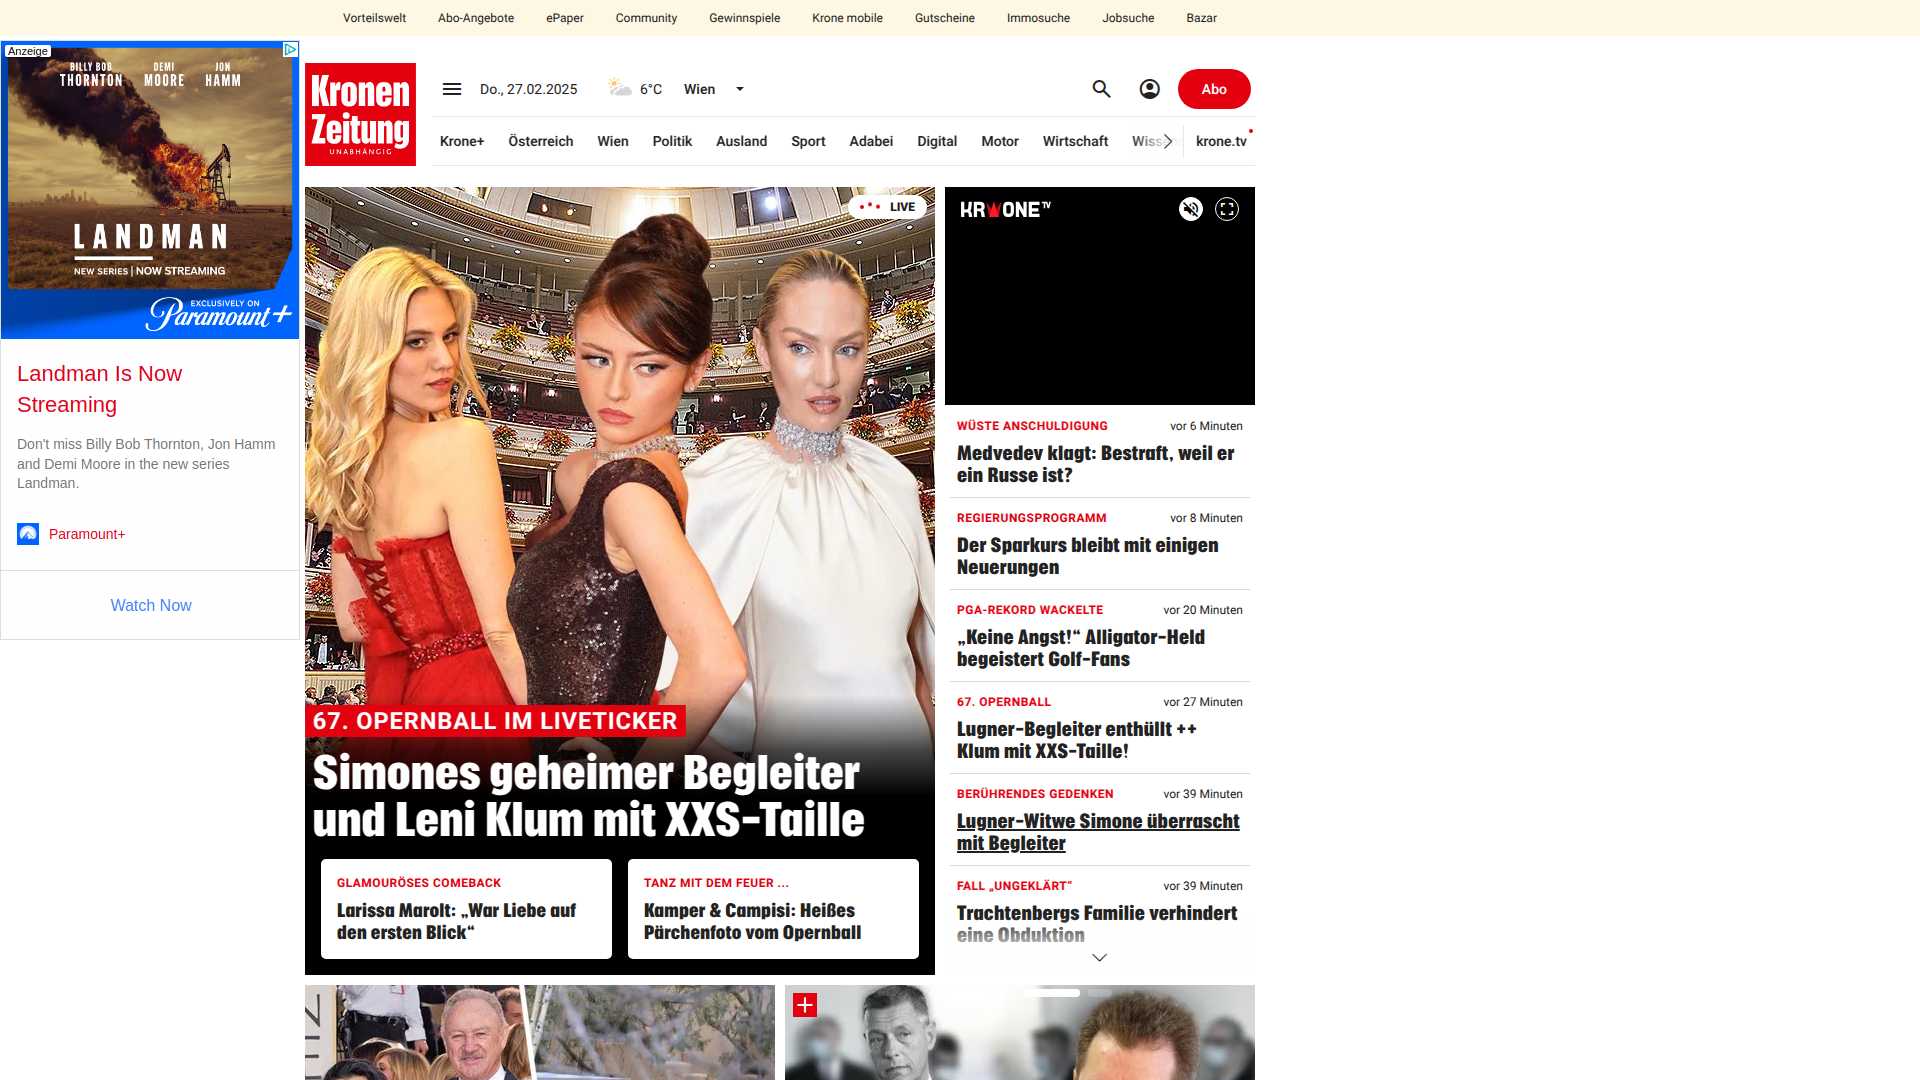 Vorteilswelt Abo-Angebote ePaper Community Gewinnspiele Krone mobile Gutscheine Immosuche Jobsuche Bazar
Anzeige
BILLY BOB THORNTON DEMI MOORE JON HAMM
LANDMAN
NEW SERIES | NOW STREAMING
EXCLUSIVELY ON
Paramount+
Landman Is Now
Streaming
Don't miss Billy Bob Thornton, Jon Hamm
and Demi Moore in the new series
Landman.
Paramount+
Watch Now
Kronen
Zeitung
UNABHÄNGIG
Do., 27.02.2025 6°C Wien Abo
Krone+ Österreich Wien Politik Ausland Sport Adabei Digital Motor Wirtschaft krone.tv
LIVE
67. OPERNBALL IM LIVETICKER
Simones geheimer Begleiter
und Leni Klum mit XXS-Taille
GLAMOURÖSES COMEBACK
Larissa Marolt: „War Liebe auf
den ersten Blick“
TANZ MIT DEM FEUER ...
Kamper & Campisi: Heißes
Pärchenfoto vom Opernball
KRONE TV
WÜSTE ANSCHULDIGUNG vor 6 Minuten
Medvedev klagt: Bestraft, weil er
ein Russe ist?
REGIERUNGSPROGRAMM vor 8 Minuten
Der Sparkurs bleibt mit einigen
Neuerungen
PGA-REKORD WACKELTE vor 20 Minuten
„Keine Angst!“ Alligator-Held
begeistert Golf-Fans
67. OPERNBALL vor 27 Minuten
Lugner-Begleiter enthüllt ++
Klum mit XXS-Taille!
BERÜHRENDES GEDENKEN vor 39 Minuten
Lugner-Witwe Simone überrascht
mit Begleiter
FALL „UNGEKLÄRT“ vor 39 Minuten
Trachtenbergs Familie verhindert
eine Obduktion